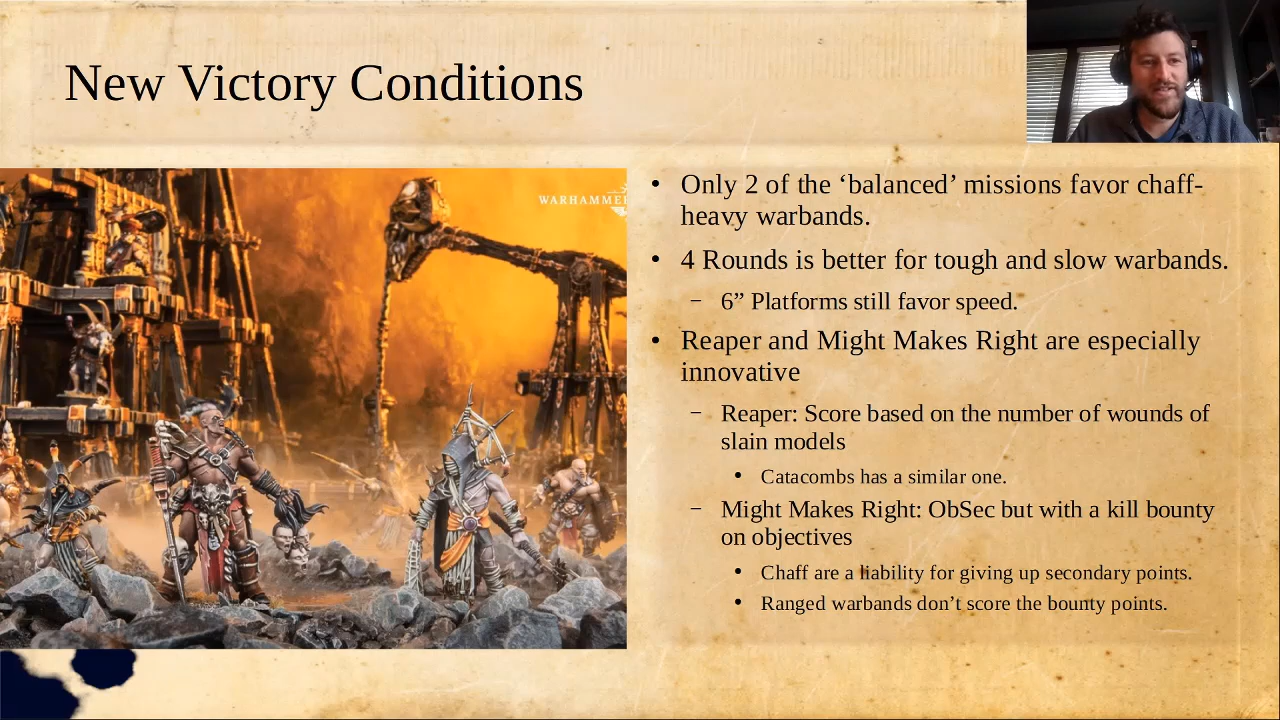 New Victory Conditions
WARHAMMER
• Only 2 of the ‘balanced’ missions favor chaff-
heavy warbands.
• 4 Rounds is better for tough and slow warbands.
– 6” Platforms still favor speed.
• Reaper and Might Makes Right are especially
innovative
– Reaper: Score based on the number of wounds of
slain models
• Catacombs has a similar one.
– Might Makes Right: ObSec but with a kill bounty
on objectives
• Chaff are a liability for giving up secondary points.
• Ranged warbands don’t score the bounty points.